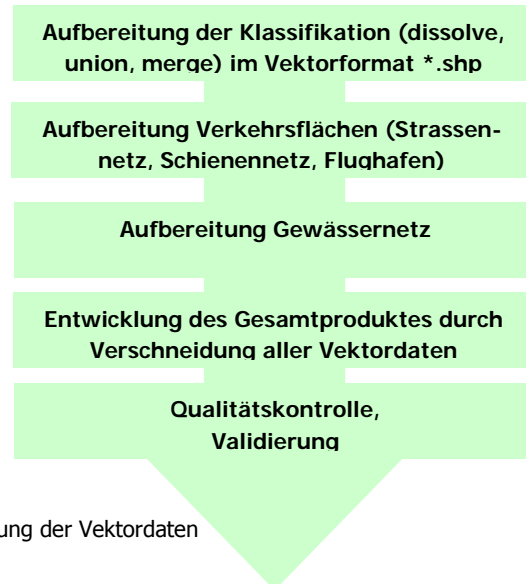 Aufbereitung der Klassifikation (dissolve,
union, merge) im Vektorformat *.shp
Aufbereitung Verkehrsflächen (Strassen-
netz, Schienennetz, Flughafen)
Aufbereitung Gewässernetz
Entwicklung des Gesamtproduktes durch
Verschneidung aller Vektordaten
Qualitätskontrolle,
Validierung
ung der Vektordaten